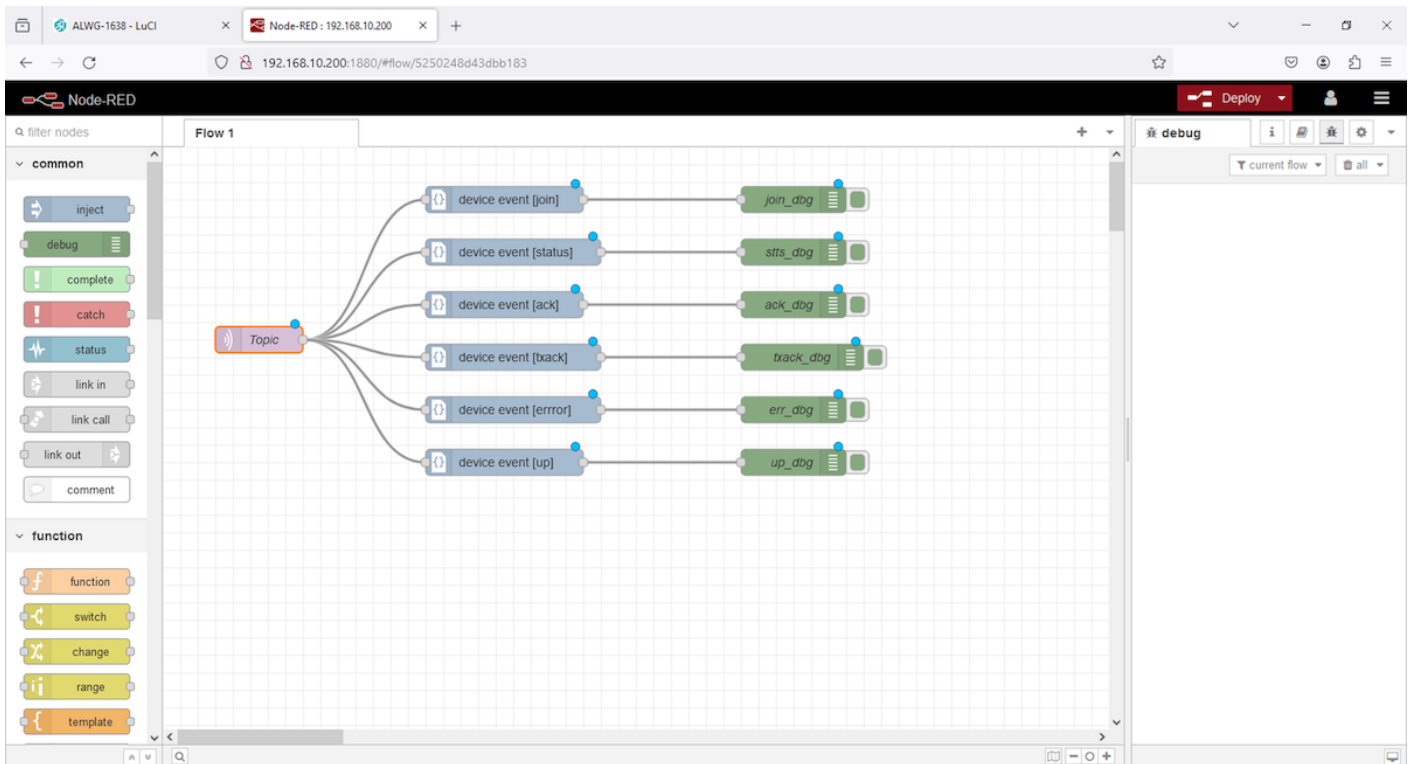 ALWG-1638 - LuCI
Node-RED : 192.168.10.200
192.168.10.200:1880/#flow/5250248d43dbb183
Node-RED
Deploy
filter nodes
Flow 1
debug
common
current flow
all
inject
debug
complete
catch
status
link in
link call
link out
comment
function
function
switch
change
range
template
Topic
device event [join]
join_dbg
device event [status]
stts_dbg
device event [ack]
ack_dbg
device event [txack]
txack_dbg
device event [errror]
err_dbg
device event [up]
up_dbg